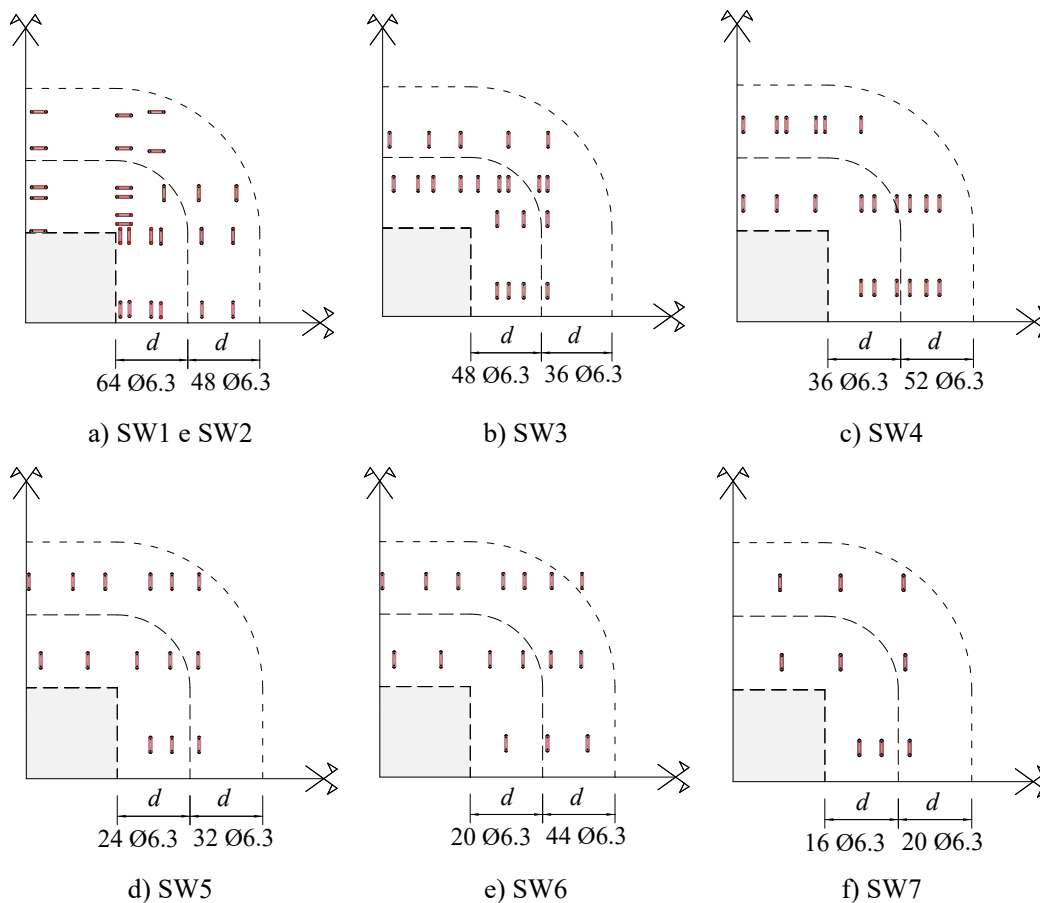 d d
64 Ø6.3 48 Ø6.3
a) SW1 e SW2
d d
48 Ø6.3 36 Ø6.3
b) SW3
d d
36 Ø6.3 52 Ø6.3
c) SW4
d d
24 Ø6.3 32 Ø6.3
d) SW5
d d
20 Ø6.3 44 Ø6.3
e) SW6
d d
16 Ø6.3 20 Ø6.3
f) SW7